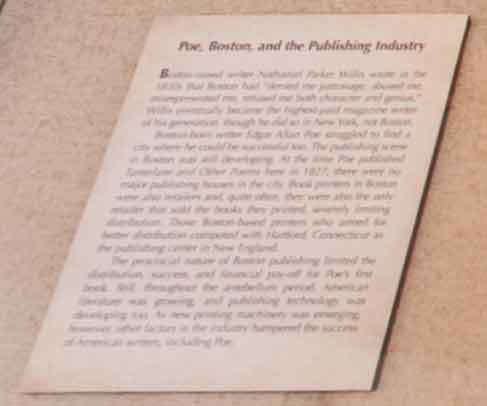 Poe, Boston, and the Publishing Industry
Boston-raised writer Nathaniel Parker Willis wrote in the
1830s that Boston had "denied me patronage, abused me,
misrepresented me, refused me both character and genius."
Willis eventually became the highest-paid magazine writer
of his generation, though he did so in New York, not Boston.
Boston-born writer Edgar Allan Poe struggled to find a
city where he could be successful too. The publishing scene
in Boston was still developing. At the time Poe published
Tamerlane and Other Poems here in 1827, there were no
major publishing houses in the city. Book printers in Boston
were also retailers and, quite often, they were also the only
retailer that sold the books they printed, severely limiting
distribution. Those Boston-based printers who aimed for
better distribution competed with Hartford, Connecticut as
the publishing center in New England.
The provincial nature of Boston publishing limited the
distribution, success, and financial pay-off for Poe's first
book. Still, throughout the antebellum period, American
literature was growing, and publishing technology was
developing too. As new printing machinery was emerging,
however, other factors in the industry hampered the success
of American writers, including Poe.